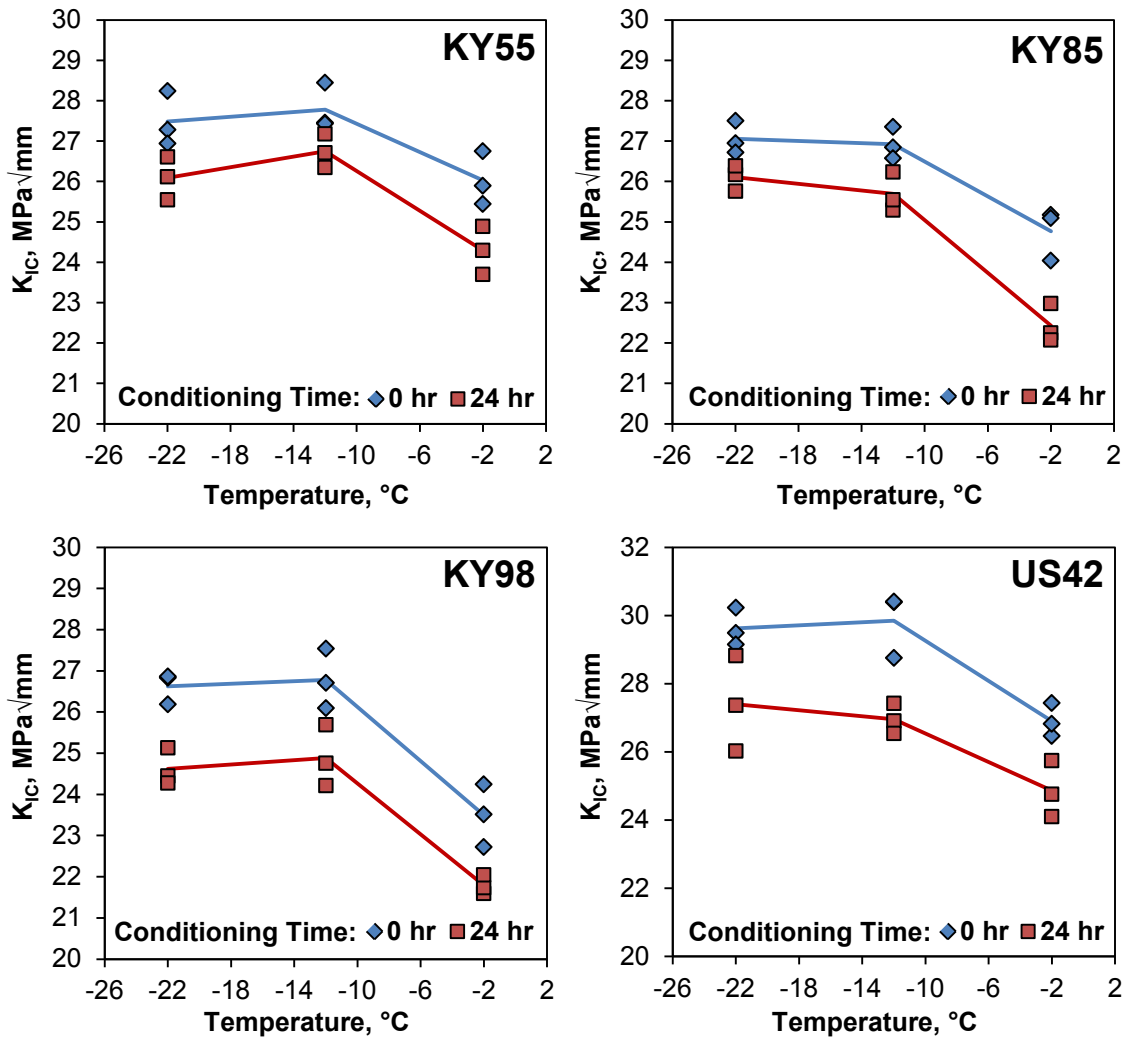 KY55
30
29
28
27
26
25
24
23
22
21
20
K_IC, MPa√mm
Conditioning Time: 0 hr 24 hr
-26 -22 -18 -14 -10 -6 -2 2
Temperature, °C
KY85
30
29
28
27
26
25
24
23
22
21
20
K_IC, MPa√mm
Conditioning Time: 0 hr 24 hr
-26 -22 -18 -14 -10 -6 -2 2
Temperature, °C
KY98
30
29
28
27
26
25
24
23
22
21
20
K_IC, MPa√mm
Conditioning Time: 0 hr 24 hr
-26 -22 -18 -14 -10 -6 -2 2
Temperature, °C
US42
32
30
28
26
24
22
20
K_IC, MPa√mm
Conditioning Time: 0 hr 24 hr
-26 -22 -18 -14 -10 -6 -2 2
Temperature, °C